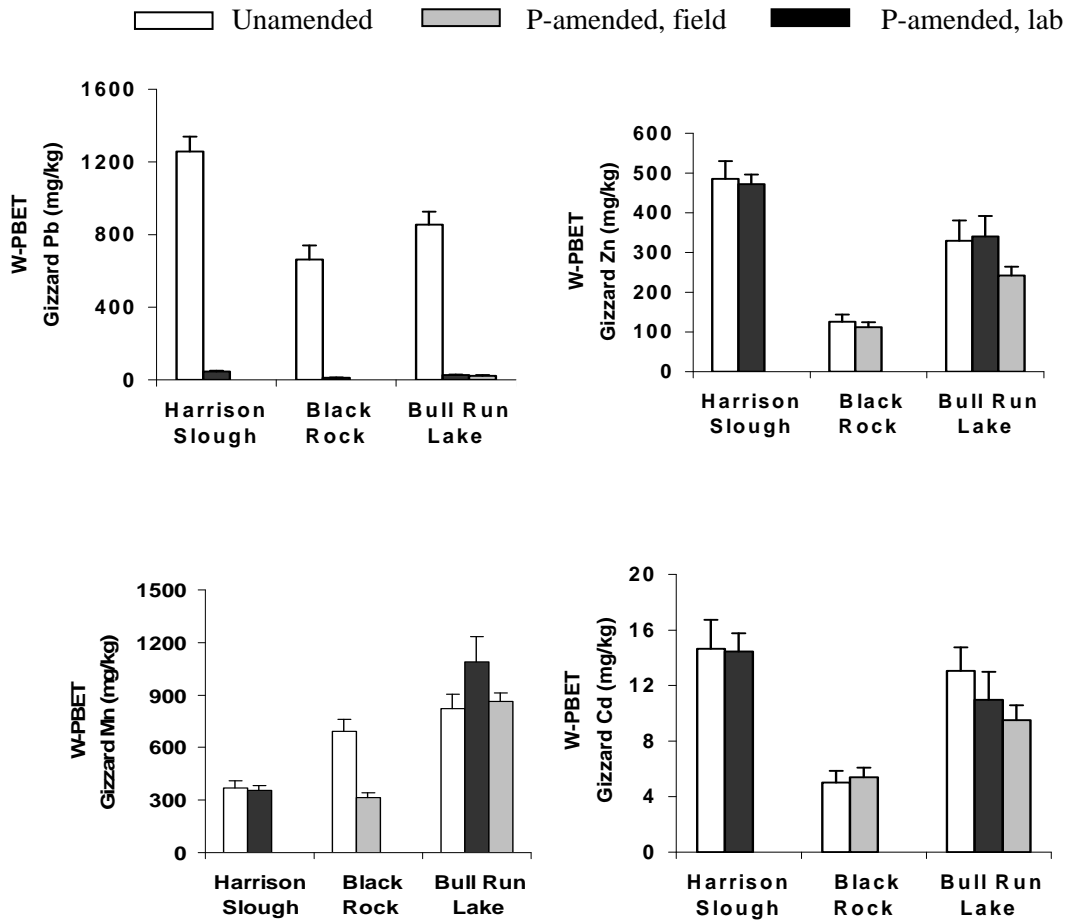 Unamended P-amended, field P-amended, lab
W-PBET
Gizzard Pb (mg/kg)
1600
1200
800
400
0
Harrison Black Bull Run
Slough Rock Lake
W-PBET
Gizzard Zn (mg/kg)
600
500
400
300
200
100
0
Harrison Black Bull Run
Slough Rock Lake
W-PBET
Gizzard Mn (mg/kg)
1500
1200
900
600
300
0
Harrison Black Bull Run
Slough Rock Lake
W-PBET
Gizzard Cd (mg/kg)
20
16
12
8
4
0
Harrison Black Bull Run
Slough Rock Lake